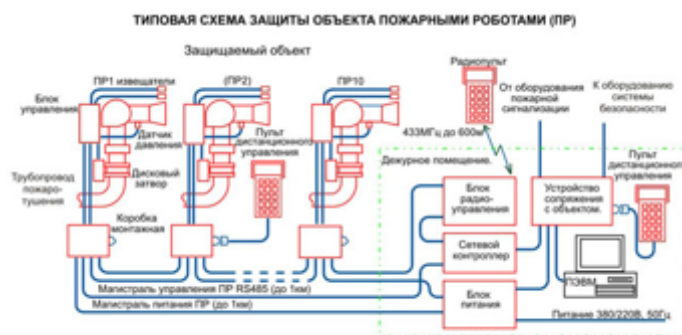 ТИПОВАЯ СХЕМА ЗАЩИТЫ ОБЪЕКТА ПОЖАРНЫМИ РОБОТАМИ (ПР)
Защищаемый объект
ПР1 извещатели
(ПР2)
ПР10
Радиопульт
От оборудования
пожарной
сигнализации
К оборудованию
системы
безопасности
Блок
управления
Датчик
давления
Пульт
дистанционного
управления
433МГц до 600м
Дежурное помещение.
Пульт
дистанционного
управления
Трубопровод
пожаро-
тушения
Дисковый
затвор
Блок
радио-
управления
Устройство
сопряжения
с объектом.
Коробка
монтажная
Сетевой
контроллер
ПЭВМ
Магистраль управления ПР RS485 (до 1км)
Магистраль питания ПР (до 1км)
Блок
питания
Питание 380/220В, 50Гц